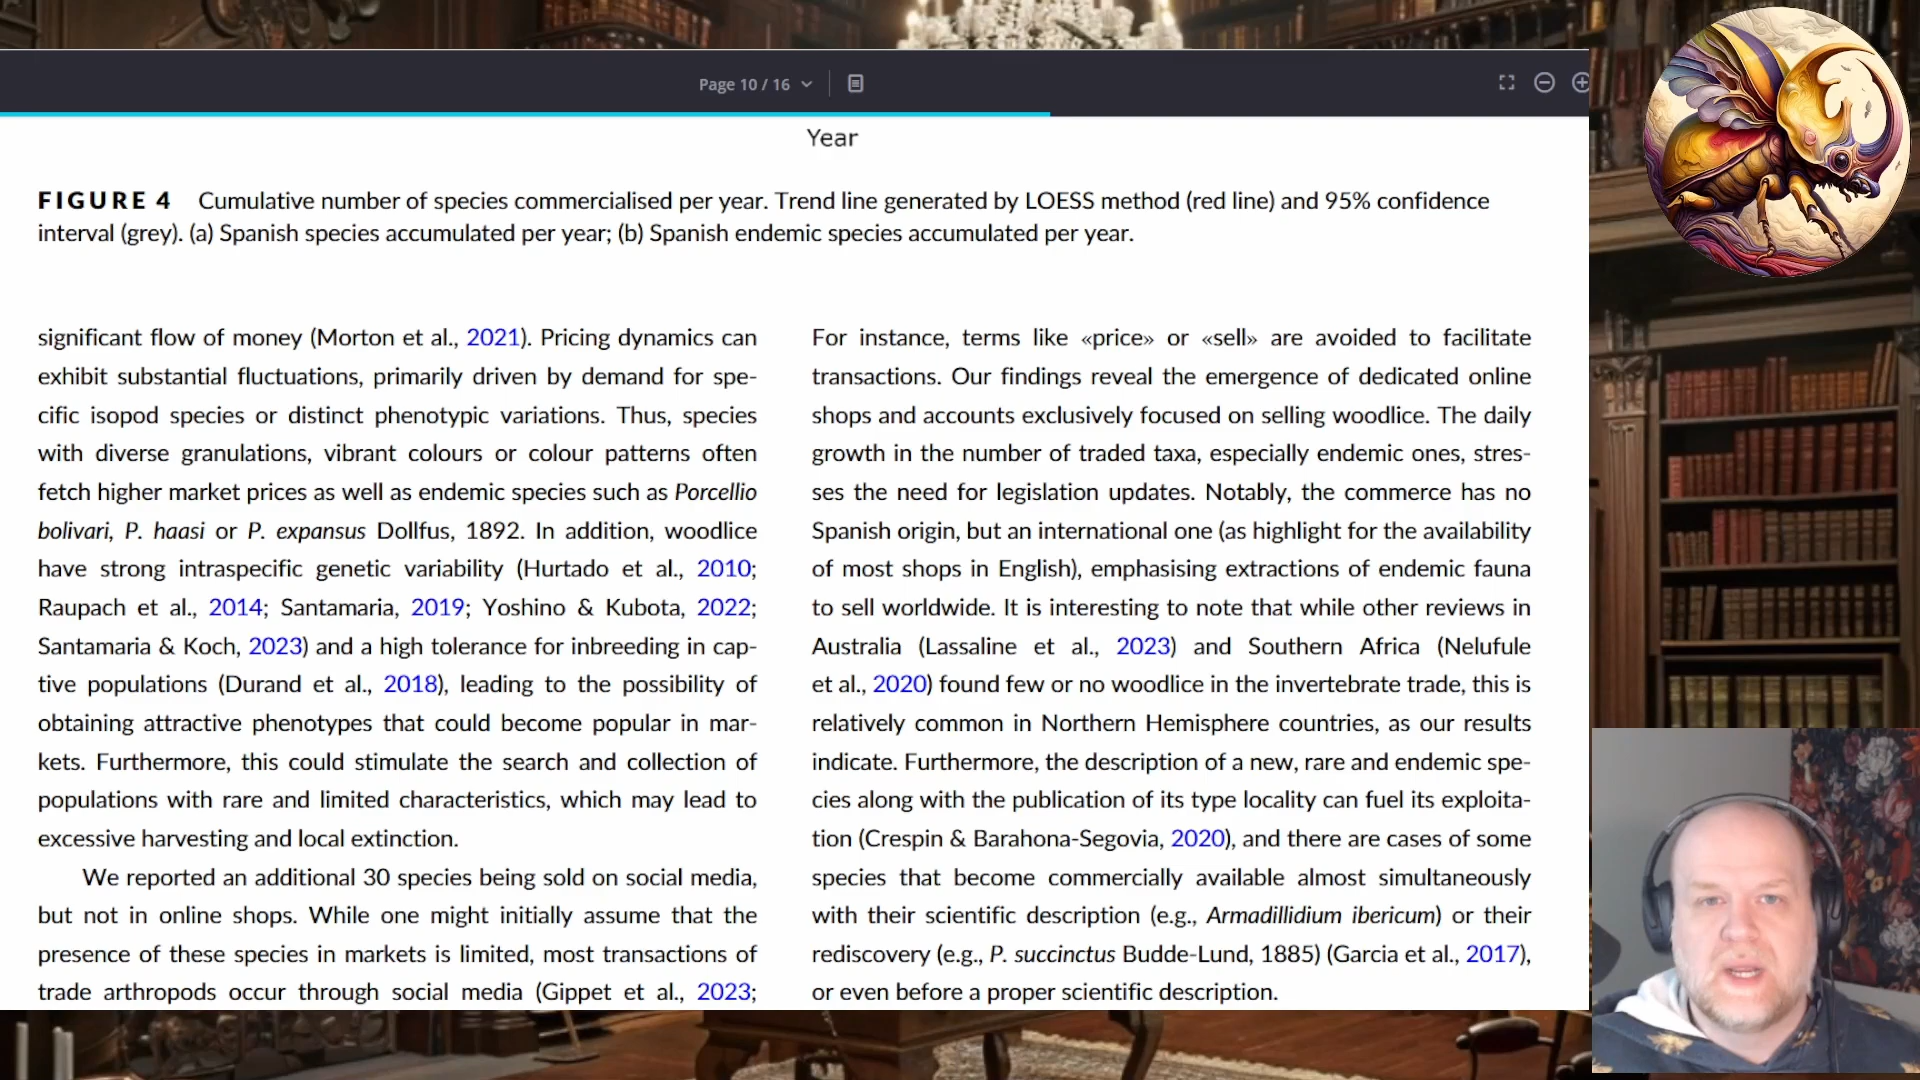 Page 10 / 16
Year
FIGURE 4 Cumulative number of species commercialised per year. Trend line generated by LOESS method (red line) and 95% confidence
interval (grey). (a) Spanish species accumulated per year; (b) Spanish endemic species accumulated per year.
significant flow of money (Morton et al., 2021). Pricing dynamics can
exhibit substantial fluctuations, primarily driven by demand for spe-
cific isopod species or distinct phenotypic variations. Thus, species
with diverse granulations, vibrant colours or colour patterns often
fetch higher market prices as well as endemic species such as Porcellio
bolivari, P. haasi or P. expansus Dollfus, 1892. In addition, woodlice
have strong intraspecific genetic variability (Hurtado et al., 2010;
Raupach et al., 2014; Santamaria, 2019; Yoshino & Kubota, 2022;
Santamaria & Koch, 2023) and a high tolerance for inbreeding in cap-
tive populations (Durand et al., 2018), leading to the possibility of
obtaining attractive phenotypes that could become popular in mar-
kets. Furthermore, this could stimulate the search and collection of
populations with rare and limited characteristics, which may lead to
excessive harvesting and local extinction.
We reported an additional 30 species being sold on social media,
but not in online shops. While one might initially assume that the
presence of these species in markets is limited, most transactions of
trade arthropods occur through social media (Gippet et al., 2023;
For instance, terms like «price» or «sell» are avoided to facilitate
transactions. Our findings reveal the emergence of dedicated online
shops and accounts exclusively focused on selling woodlice. The daily
growth in the number of traded taxa, especially endemic ones, stres-
ses the need for legislation updates. Notably, the commerce has no
Spanish origin, but an international one (as highlight for the availability
of most shops in English), emphasising extractions of endemic fauna
to sell worldwide. It is interesting to note that while other reviews in
Australia (Lassaline et al., 2023) and Southern Africa (Nelufule
et al., 2020) found few or no woodlice in the invertebrate trade, this is
relatively common in Northern Hemisphere countries, as our results
indicate. Furthermore, the description of a new, rare and endemic spe-
cies along with the publication of its type locality can fuel its exploita-
tion (Crespin & Barahona-Segovia, 2020), and there are cases of some
species that become commercially available almost simultaneously
with their scientific description (e.g., Armadillidium ibericum) or their
rediscovery (e.g., P. succinctus Budde-Lund, 1885) (Garcia et al., 2017),
or even before a proper scientific description.